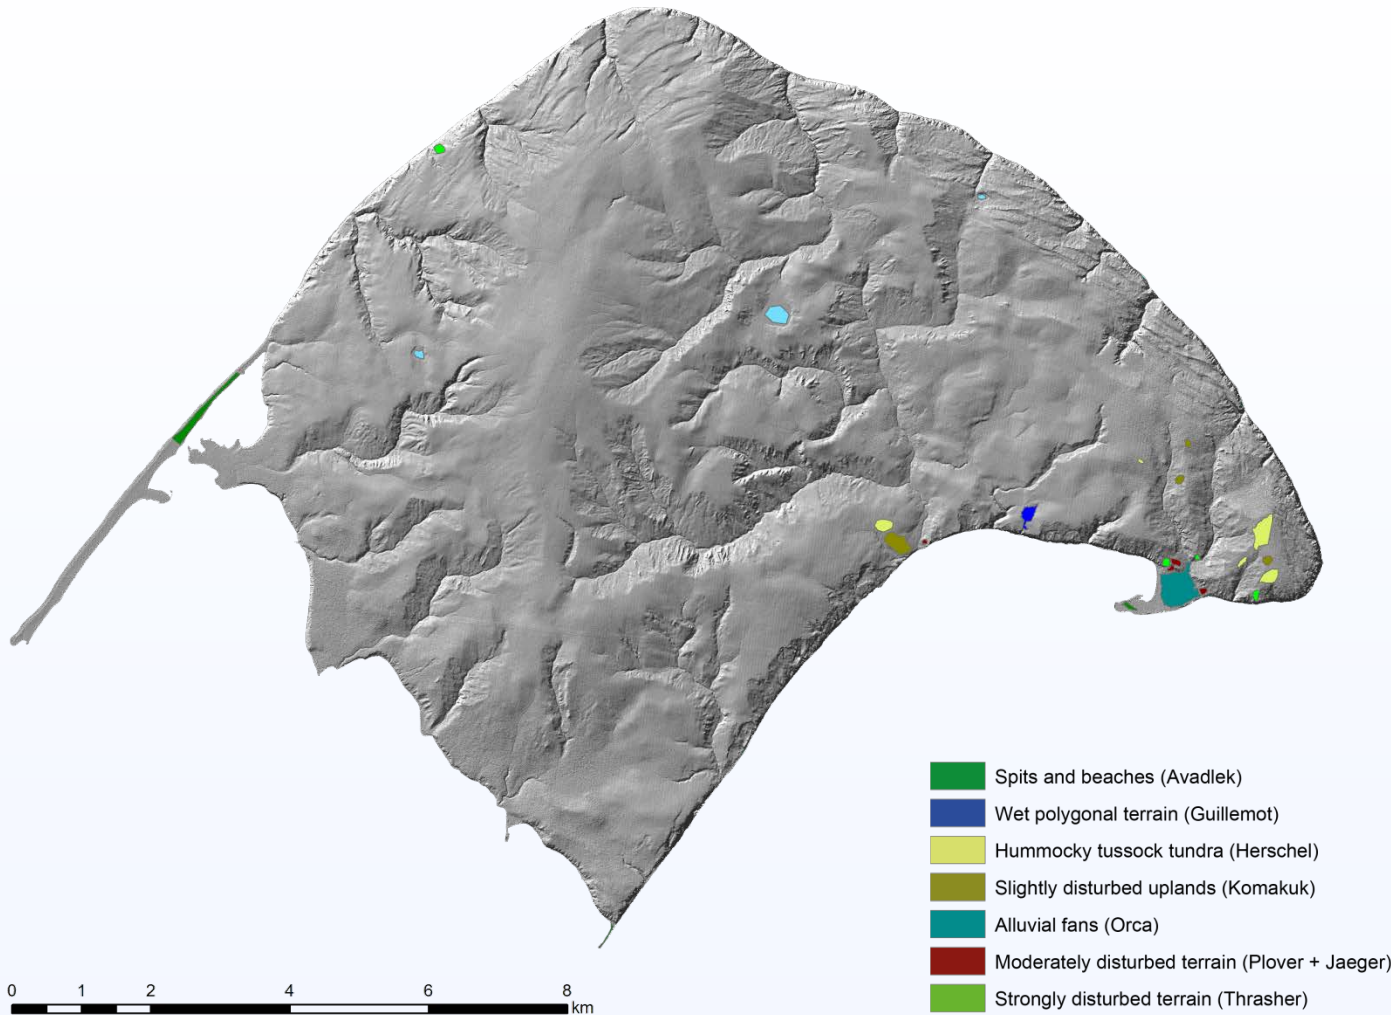 Spits and beaches (Avadlek)
Wet polygonal terrain (Guillemot)
Hummocky tussock tundra (Herschel)
Slightly disturbed uplands (Komakuk)
Alluvial fans (Orca)
Moderately disturbed terrain (Plover + Jaeger)
Strongly disturbed terrain (Thrasher)
0 1 2 4 6 8
km